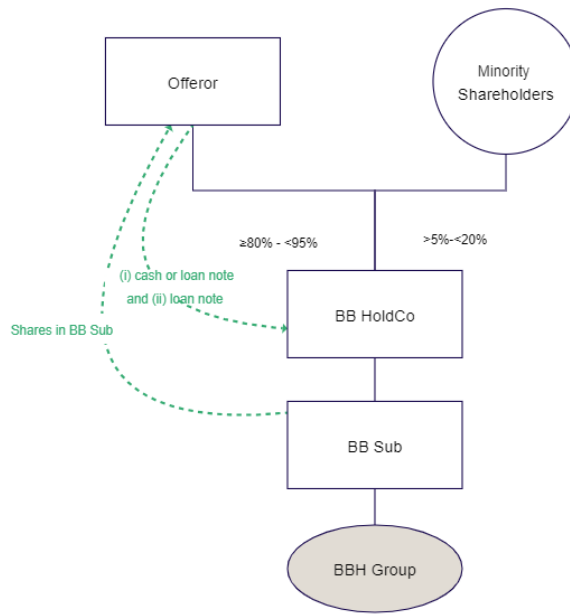 Offeror
Minority
Shareholders
≥80% - <95%
>5%-<20%
(i) cash or loan note
and (ii) loan note
Shares in BB Sub
BB HoldCo
BB Sub
BBH Group